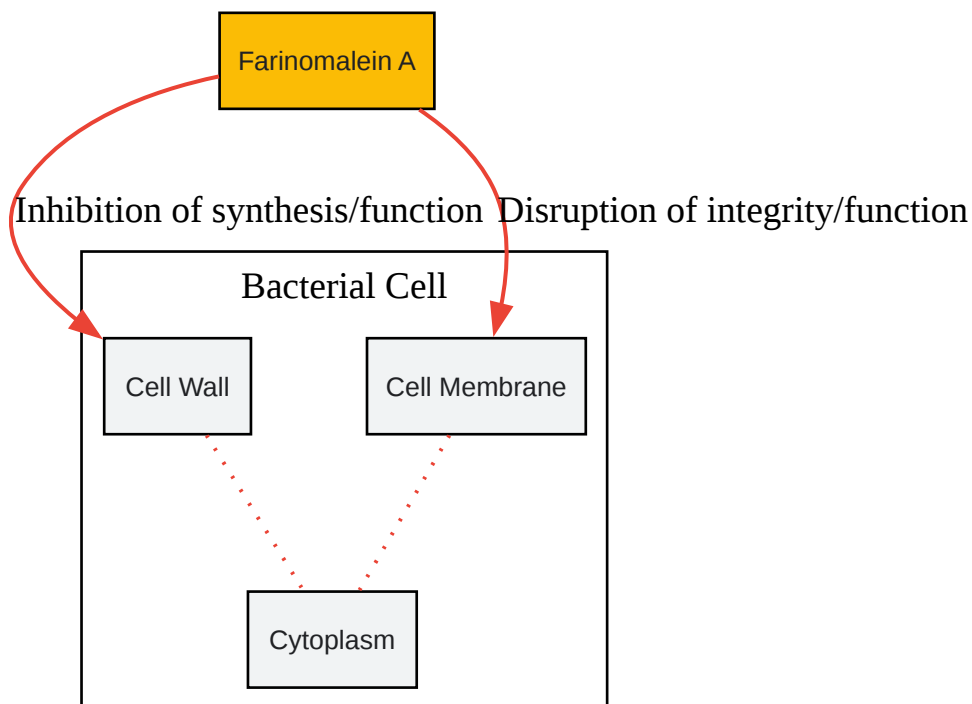 Farinomalein A
Inhibition of synthesis/function
Disruption of integrity/function
Bacterial Cell
Cell Wall
Cell Membrane
Cytoplasm